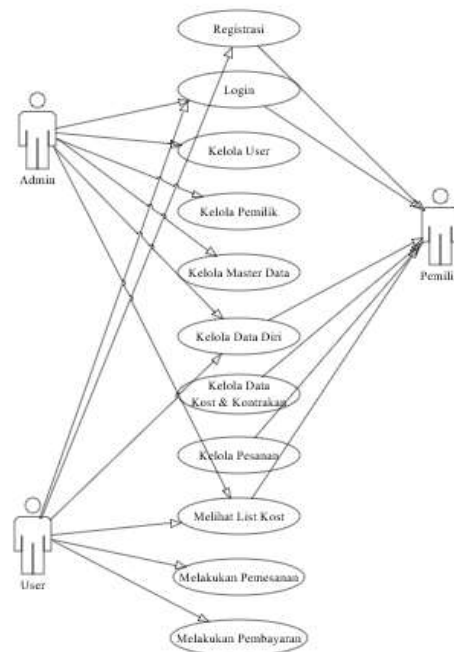 Registrasi
Login
Admin
Kelola User
Kelola Pemilik
Pemili
Kelola Master Data
Kelola Data Diri
Kelola Data
Kost & Kontrakan
Kelola Pesanan
Melihat List Kost
User
Melakukan Pemesanan
Melakukan Pembayaran